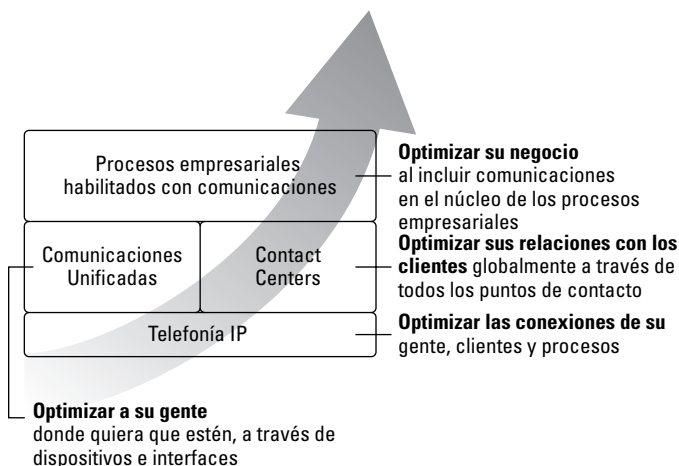 Procesos empresariales
habilitados con comunicaciones
Optimizar su negocio
al incluir comunicaciones
en el núcleo de los procesos
empresariales
Comunicaciones
Unificadas
Contact
Centers
Optimizar sus relaciones con los
clientes globalmente a través de
todos los puntos de contacto
Telefonía IP
Optimizar las conexiones de su
gente, clientes y procesos
Optimizar a su gente
donde quiera que estén, a través de
dispositivos e interfaces